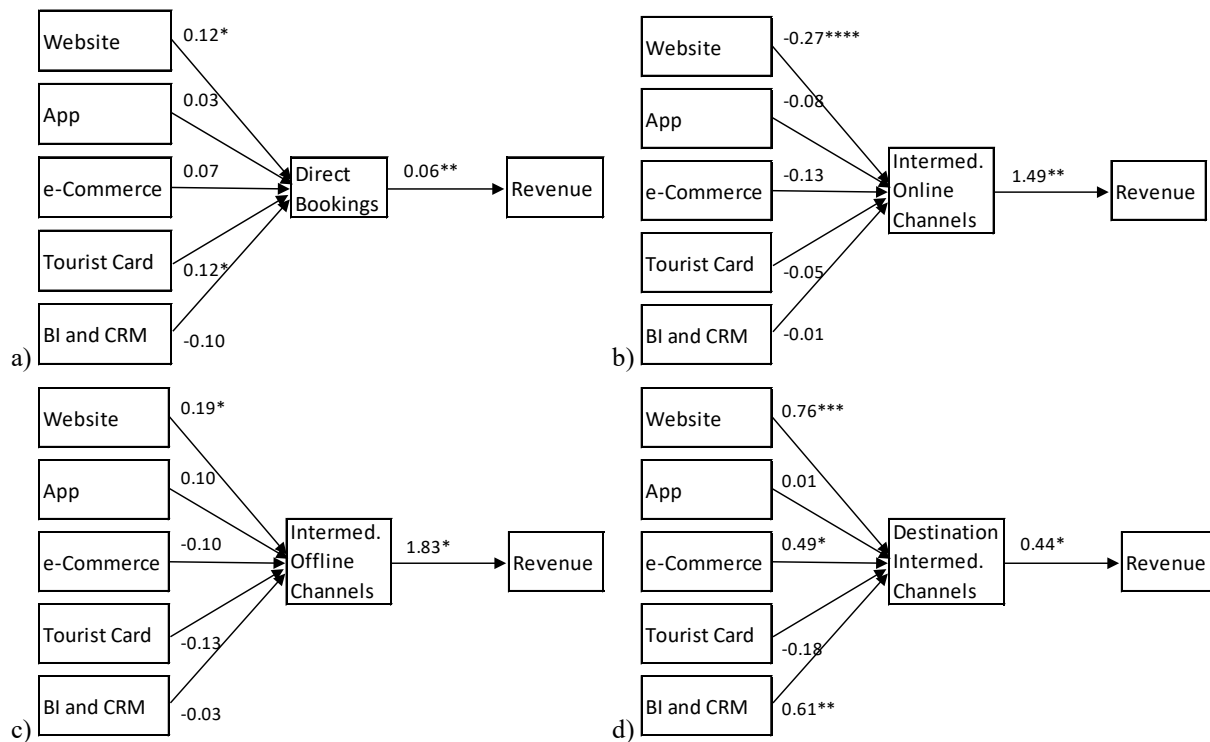 Website
0.12*
App
0.03
e-Commerce
0.07
Direct
Bookings
0.06**
Revenue
Tourist Card
0.12*
BI and CRM
-0.10
a)
Website
-0.27****
App
-0.08
e-Commerce
-0.13
Intermed.
Online
Channels
1.49**
Revenue
Tourist Card
-0.05
BI and CRM
-0.01
b)
Website
0.19*
App
0.10
e-Commerce
-0.10
Intermed.
Offline
Channels
1.83*
Revenue
Tourist Card
-0.13
BI and CRM
-0.03
c)
Website
0.76***
App
0.01
e-Commerce
0.49*
Destination
Intermed.
Channels
0.44*
Revenue
Tourist Card
-0.18
BI and CRM
0.61**
d)